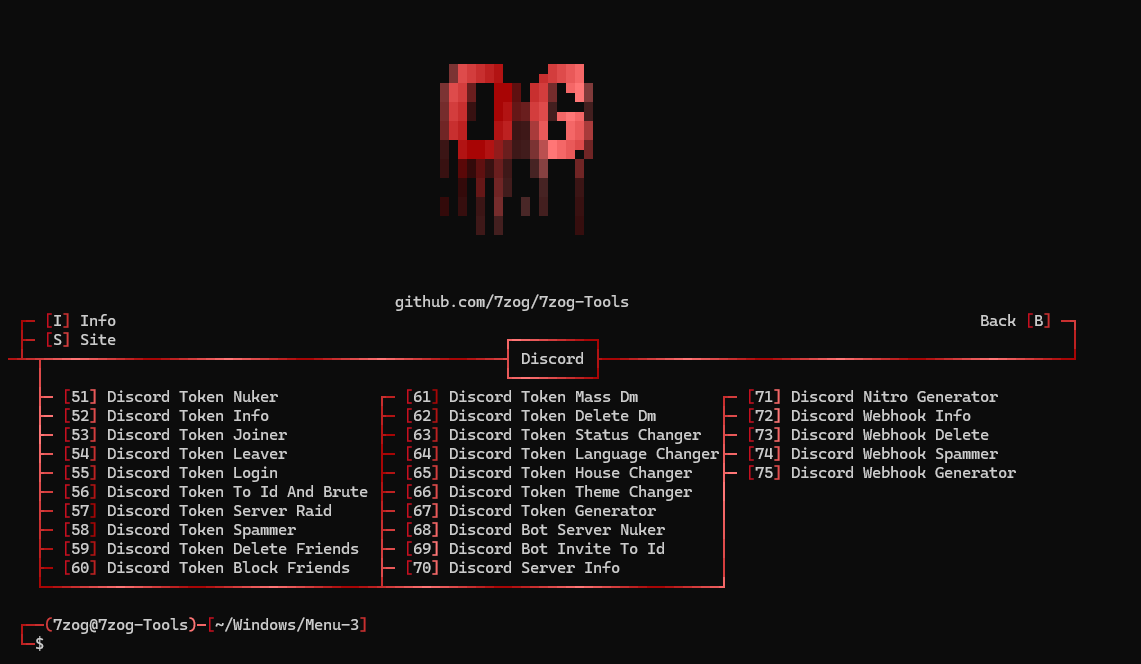 github.com/7zog/7zog-Tools
[I] Info
Back [B]
[S] Site
Discord
[51] Discord Token Nuker
[52] Discord Token Info
[53] Discord Token Joiner
[54] Discord Token Leaver
[55] Discord Token Login
[56] Discord Token To Id And Brute
[57] Discord Token Server Raid
[58] Discord Token Spammer
[59] Discord Token Delete Friends
[60] Discord Token Block Friends
[61] Discord Token Mass Dm
[62] Discord Token Delete Dm
[63] Discord Token Status Changer
[64] Discord Token Language Changer
[65] Discord Token House Changer
[66] Discord Token Theme Changer
[67] Discord Token Generator
[68] Discord Bot Server Nuker
[69] Discord Bot Invite To Id
[70] Discord Server Info
[71] Discord Nitro Generator
[72] Discord Webhook Info
[73] Discord Webhook Delete
[74] Discord Webhook Spammer
[75] Discord Webhook Generator
(7zog@7zog-Tools)-[~/Windows/Menu-3]
$